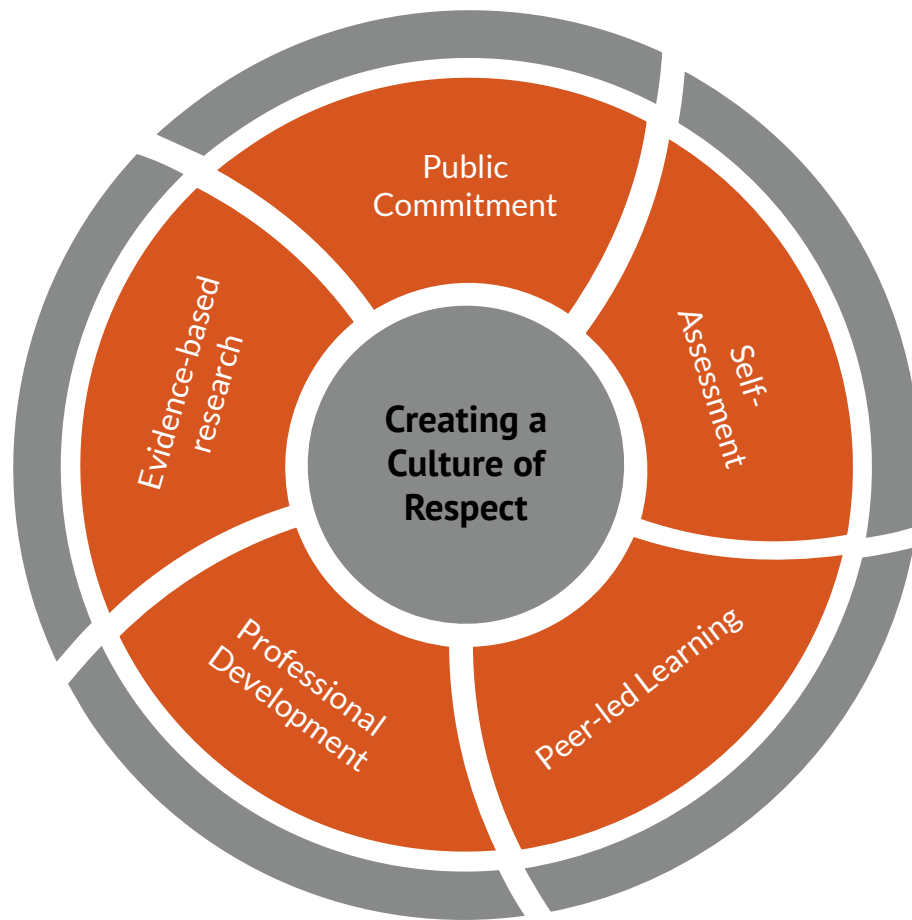 Public
Commitment
Self-
Assessment
Peer-led Learning
Professional
Development
Evidence-based
research
Creating a
Culture of
Respect